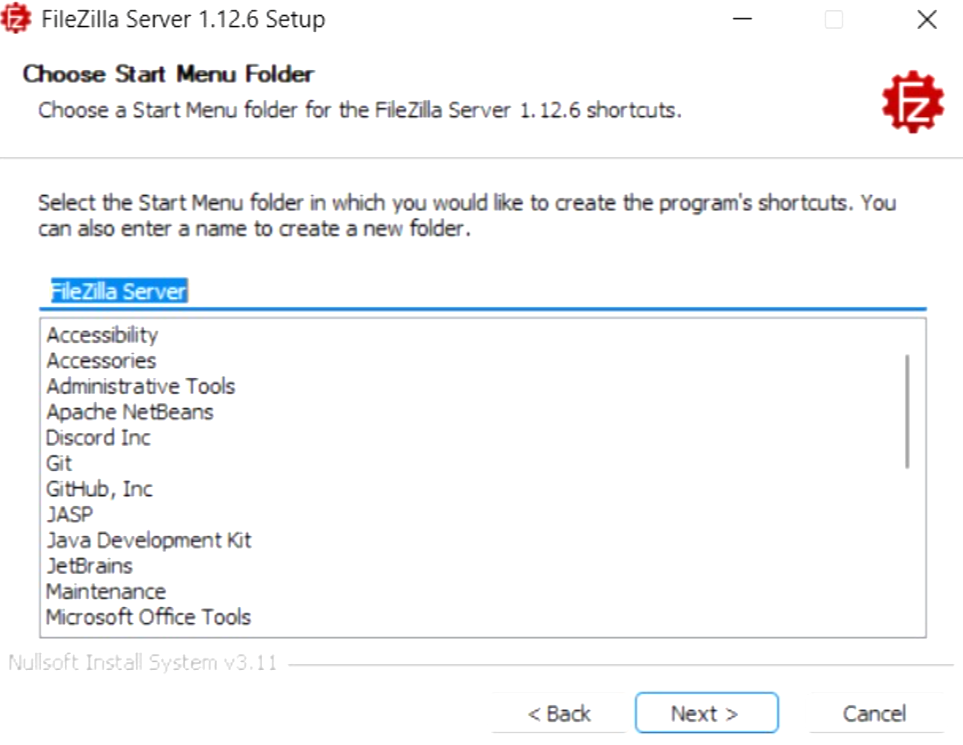 FileZilla Server 1.12.6 Setup
Choose Start Menu Folder
Choose a Start Menu folder for the FileZilla Server 1.12.6 shortcuts.
Fz
Select the Start Menu folder in which you would like to create the program's shortcuts. You
can also enter a name to create a new folder.
FileZilla Server
Accessibility
Accessories
Administrative Tools
Apache NetBeans
Discord Inc
Git
GitHub, Inc
JASP
Java Development Kit
JetBrains
Maintenance
Microsoft Office Tools
Nullsoft Install System v3.11
< Back Next > Cancel